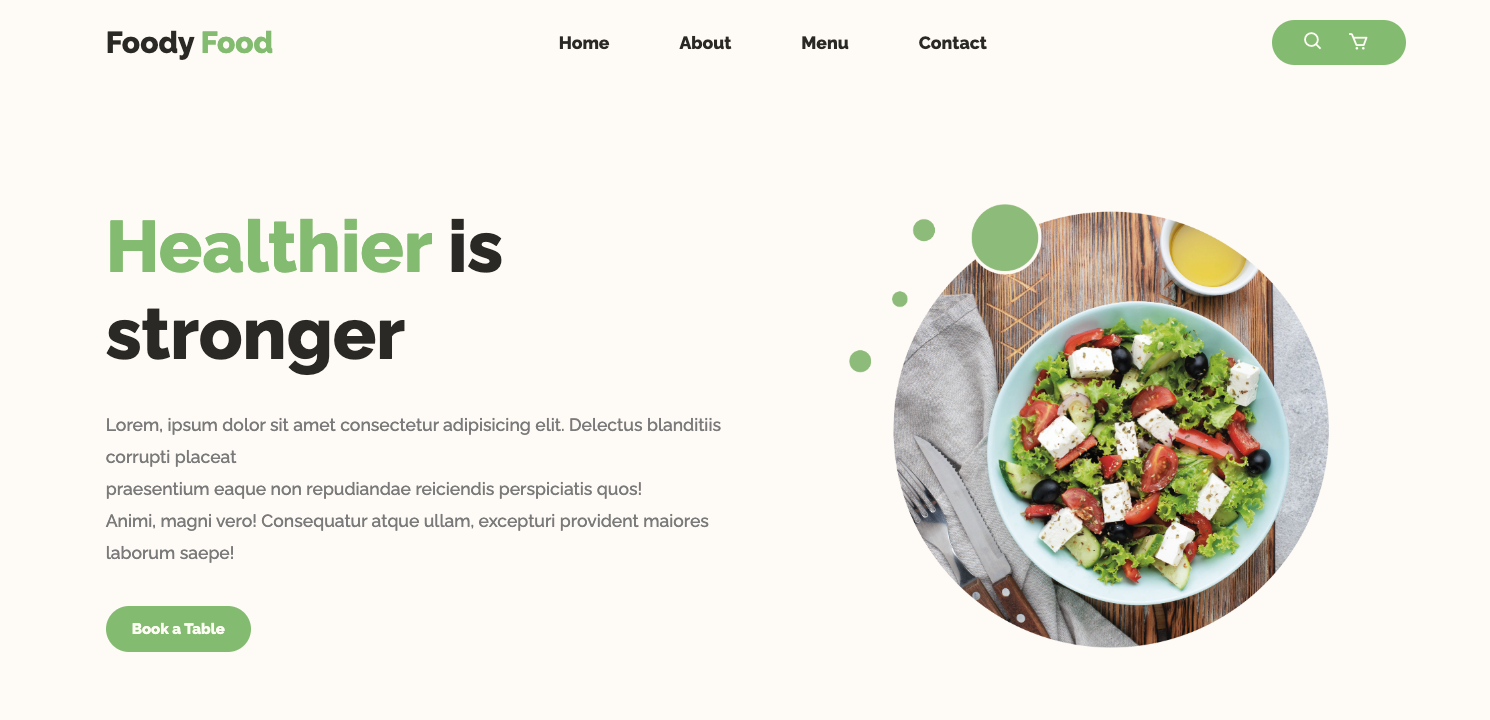 Foody Food
Home
About
Menu
Contact
Healthier is
stronger
Lorem, ipsum dolor sit amet consectetur adipisicing elit. Delectus blanditiis
corrupti placeat
praesentium eaque non repudiandae reiciendis perspiciatis quos!
Animi, magni vero! Consequatur atque ullam, excepturi provident maiores
laborum saepe!
Book a Table